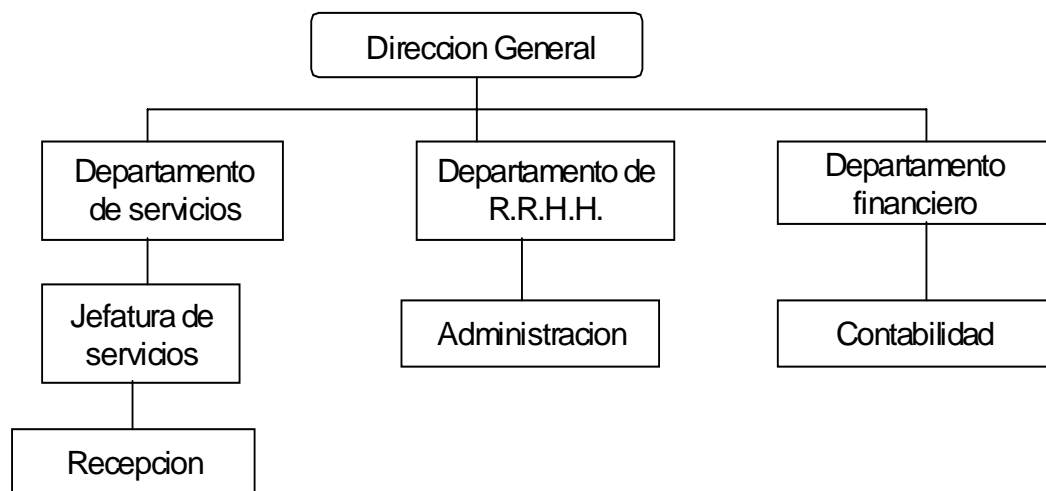 Direccion General
Departamento
de servicios
Departamento de
R.R.H.H.
Departamento
financiero
Jefatura de
servicios
Administracion
Contabilidad
Recepcion